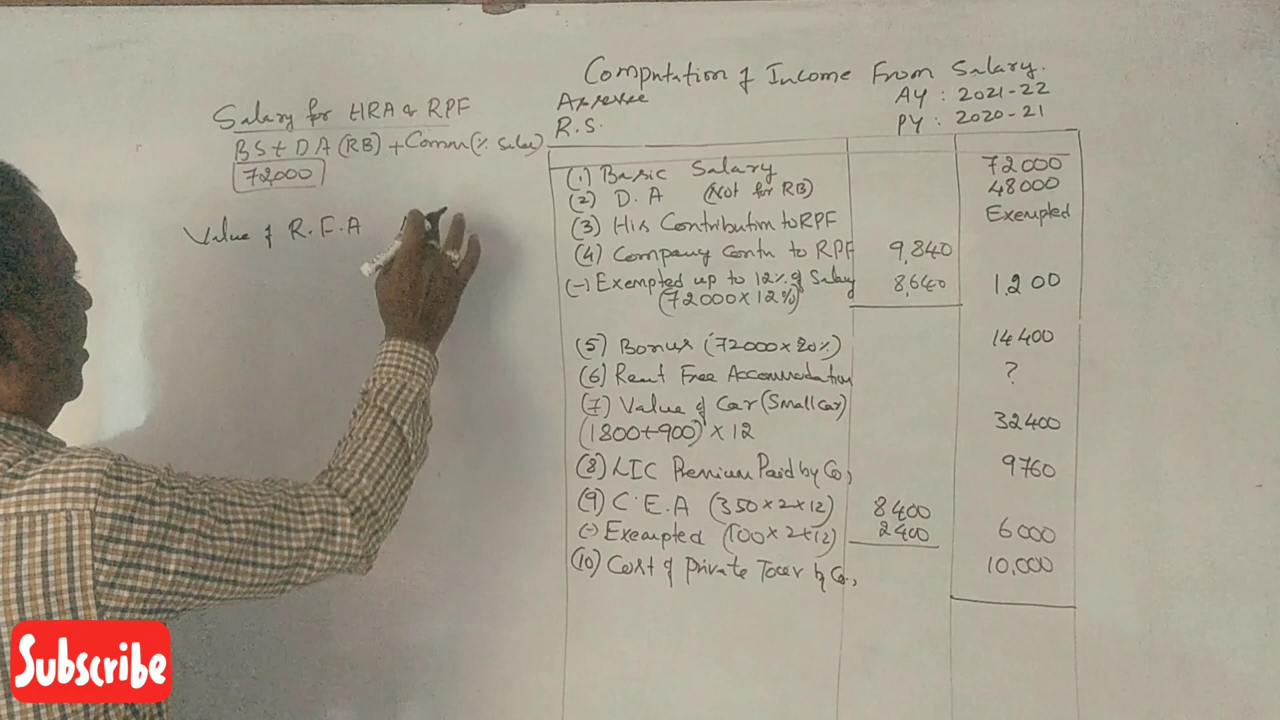 Computation of Income From Salary.
Assessee
AY : 2021-22
R.S.
PY : 2020-21
Salary for HRA & RPF
BS + DA (RB) + Comm (% Sales)
72,000
Value of R.F.A
(1) Basic Salary 72000
(2) D.A (Not for RB) 48000
(3) His Contribution to RPF Exempted
(4) Company Contn to RPF 9,840
(-) Exempted up to 12% of Salary 8,640 1,200
(72000 x 12%)
(5) Bonus (72000 x 20%) 14400
(6) Rent Free Accommodation ?
(7) Value of Car (Small Car)
(1800+900) x 12 32400
(8) LIC Premium Paid by Co, 9760
(9) C.E.A (350 x 2 x 12) 8400
(-) Exempted (100 x 2 x 12) 2400 6000
(10) Cost of Private Tour by Co., 10,000
Subscribe